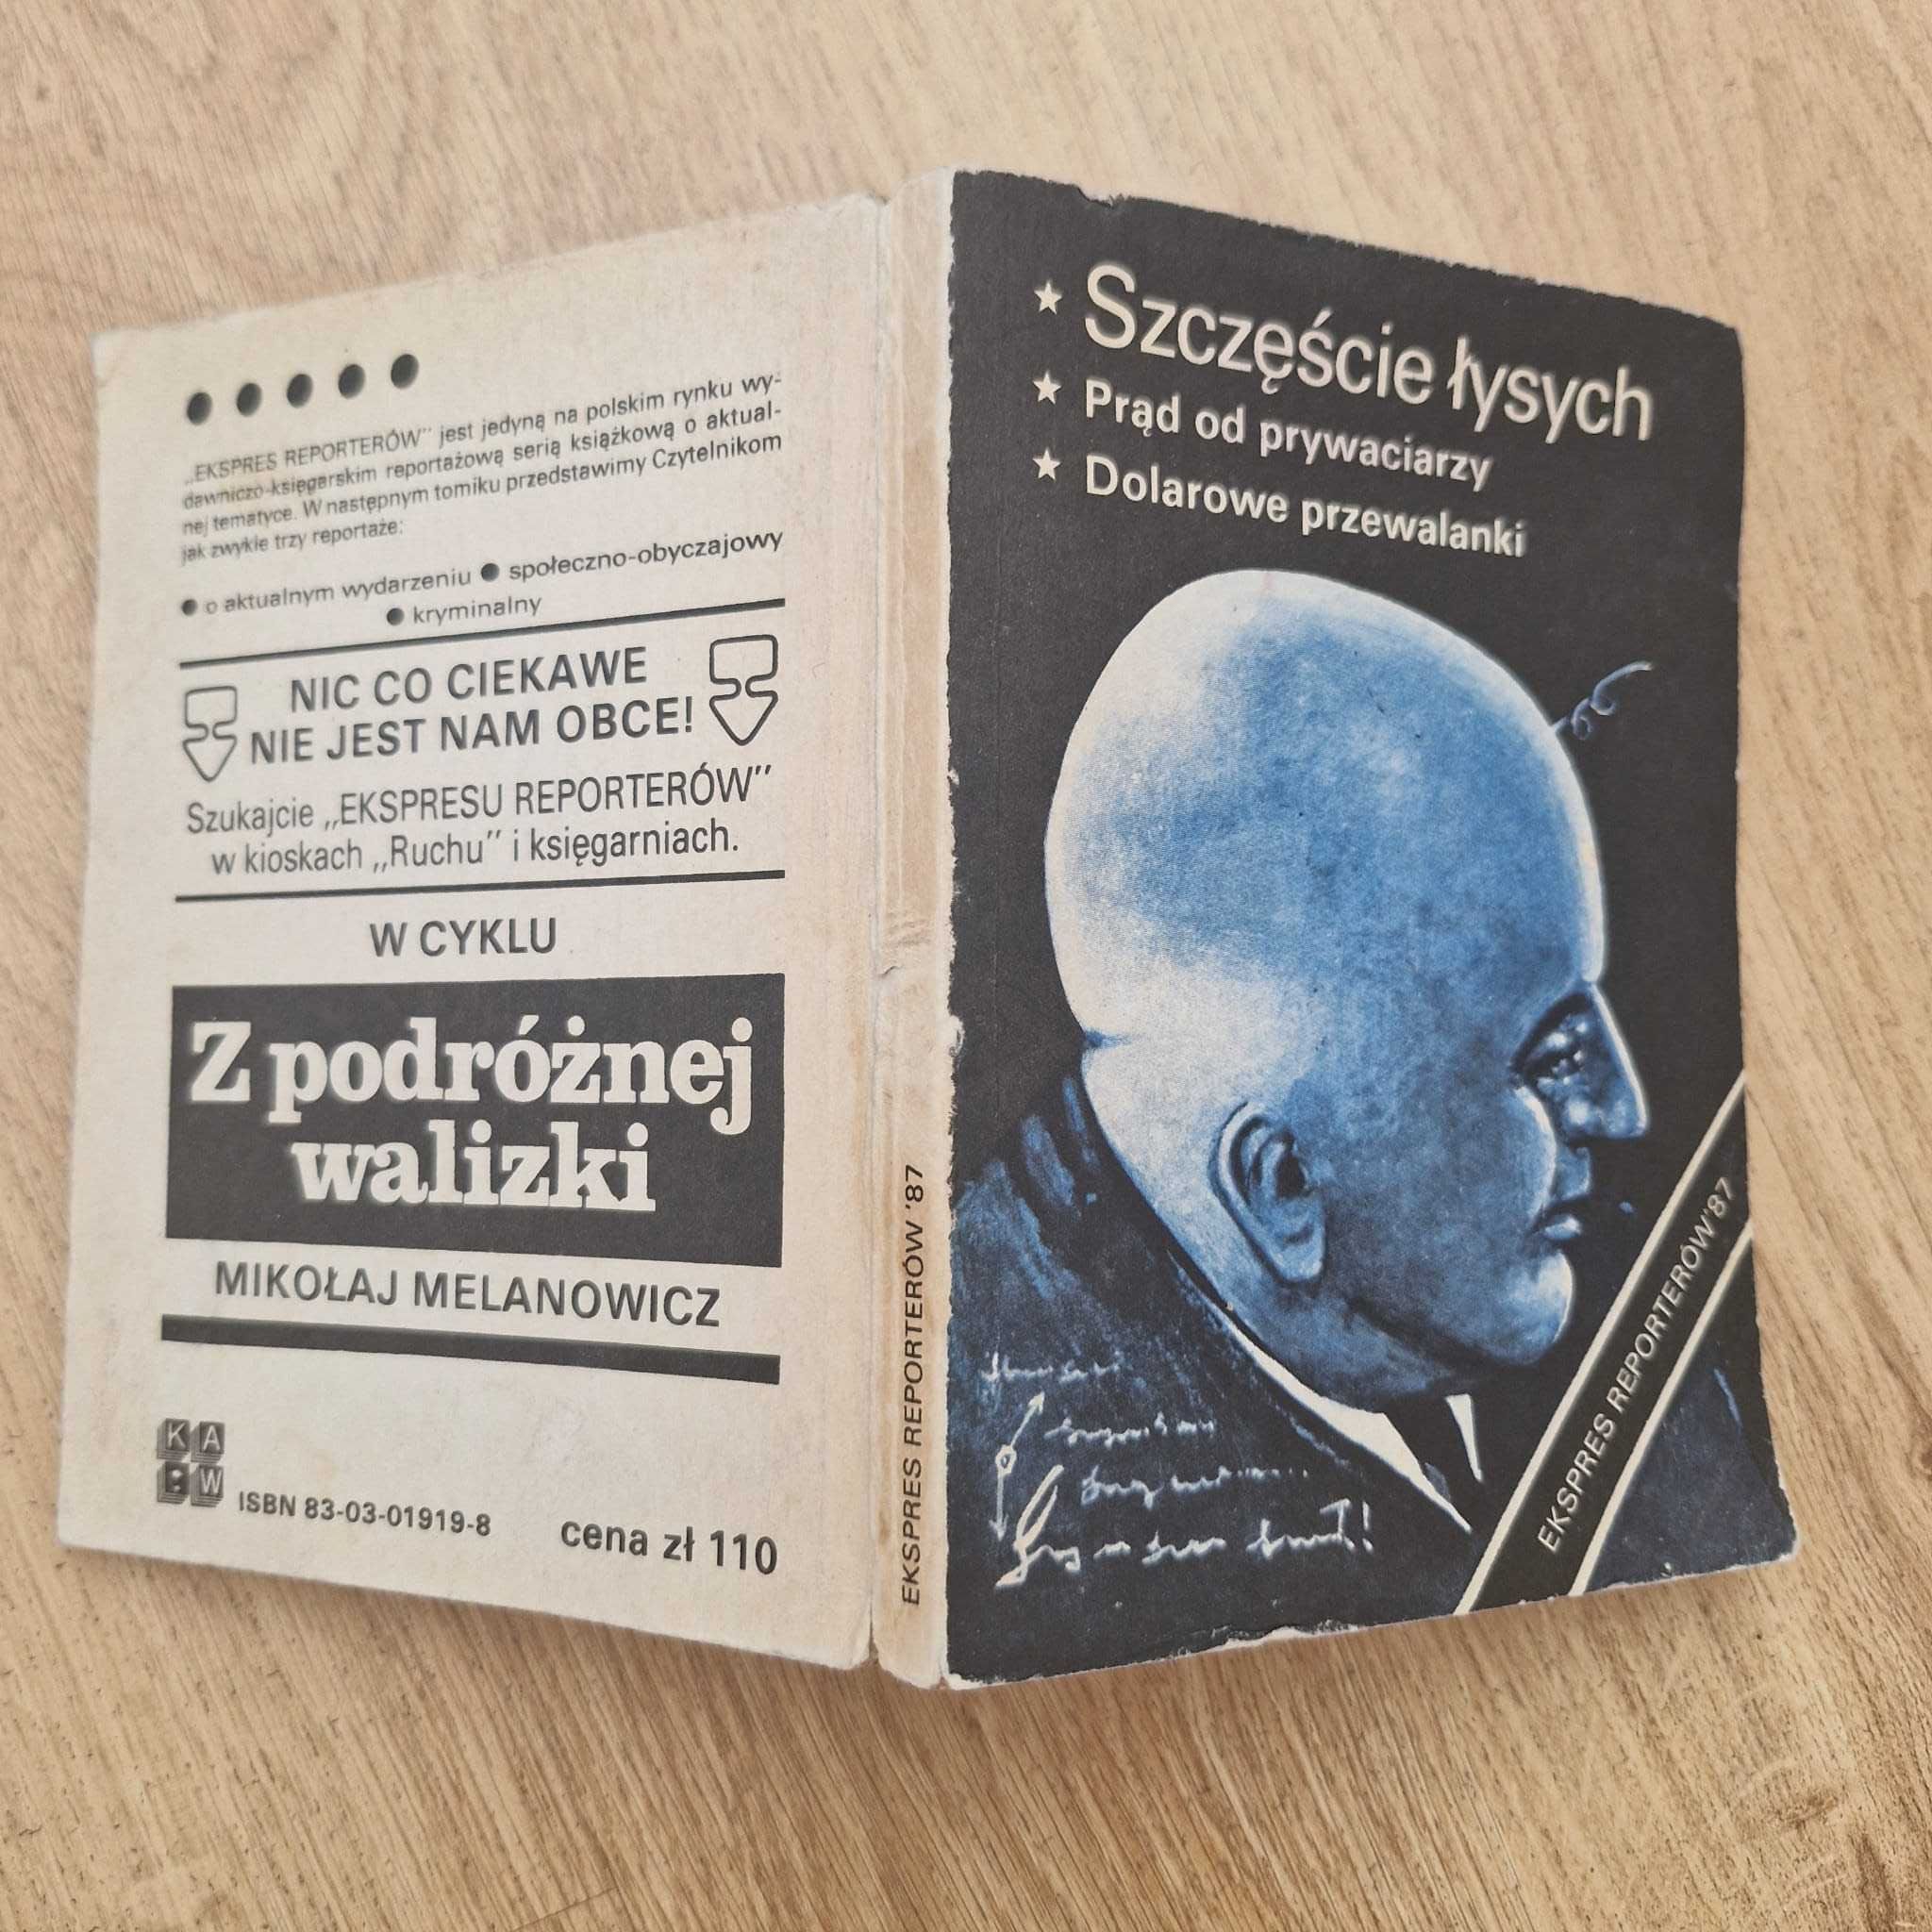 „EKSPRES REPORTERÓW" jest jedyną na polskim rynku wy-
dawniczo-księgarskim reportażową serią książkową o aktual-
nej tematyce. W następnym tomiku przedstawimy Czytelnikom
jak zwykle trzy reportaże:
● o aktualnym wydarzeniu ● społeczno-obyczajowy
● kryminalny
NIC CO CIEKAWE
NIE JEST NAM OBCE!
Szukajcie „EKSPRESU REPORTERÓW"
w kioskach „Ruchu" i księgarniach.
W CYKLU
Z podróżnej
walizki
MIKOŁAJ MELANOWICZ
KA
W
ISBN 83-03-01919-8
cena zł 110
EKSPRES REPORTERÓW '87
★ Szczęście łysych
★ Prąd od prywaciarzy
★ Dolarowe przewalanki
EKSPRES REPORTERÓW'87